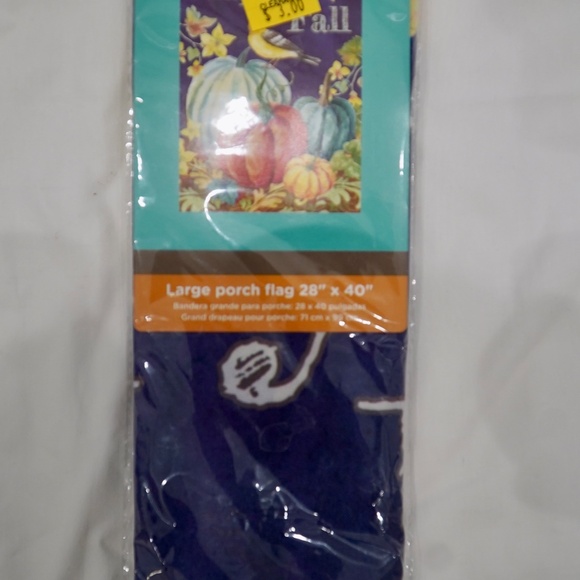 $3.00
Fall
Large porch flag 28" x 40"
Bandera grande para porche: 28 x 40 pulgadas
Grand drapeau pour porche: 71 cm x